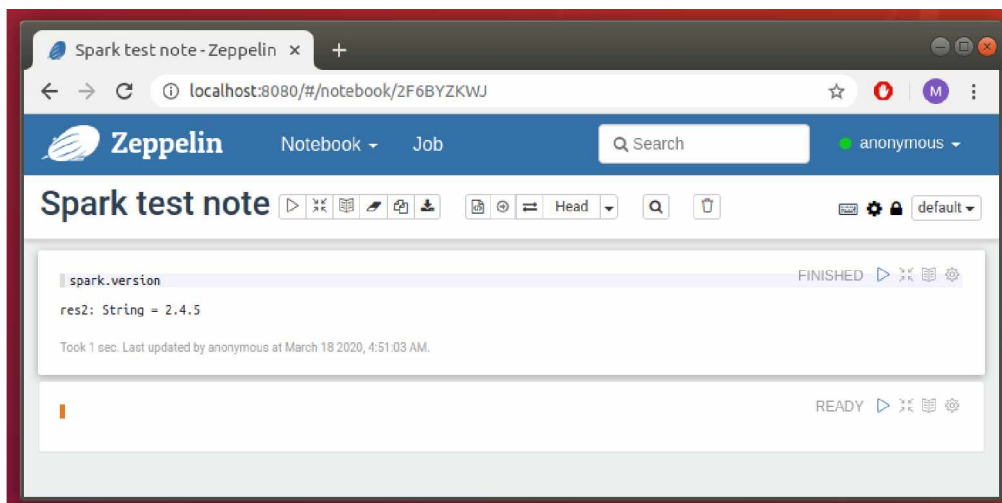 Spark test note - Zeppelin
localhost:8080/#/notebook/2F6BYZKWJ
M
Zeppelin Notebook Job Search anonymous
Spark test note Head default
spark.version FINISHED
res2: String = 2.4.5
Took 1 sec. Last updated by anonymous at March 18 2020, 4:51:03 AM.
READY